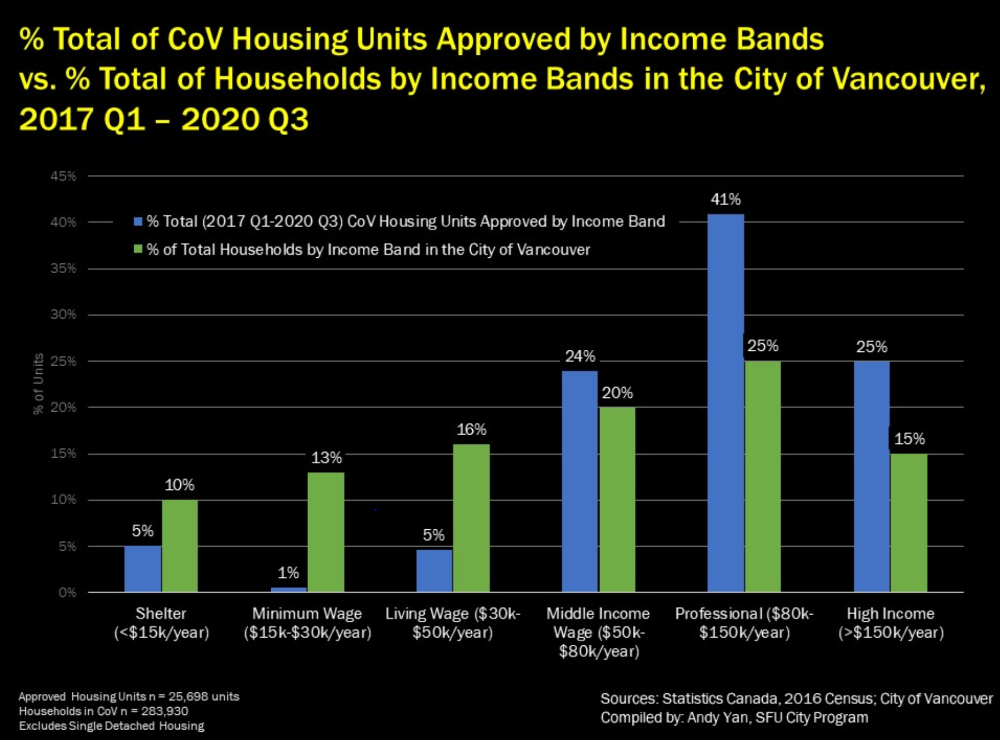 % Total of CoV Housing Units Approved by Income Bands
vs. % Total of Households by Income Bands in the City of Vancouver,
2017 Q1 – 2020 Q3
45%
40%
35%
30%
25%
20%
15%
10%
5%
0%
% of Units
% Total (2017 Q1-2020 Q3) CoV Housing Units Approved by Income Band
% of Total Households by Income Band in the City of Vancouver
5%
10%
1%
13%
5%
16%
24%
20%
41%
25%
25%
15%
Shelter
(<$15k/year)
Minimum Wage
($15k-$30k/year)
Living Wage ($30k-
$50k/year)
Middle Income
Wage ($50k-
$80k/year)
Professional ($80k-
$150k/year)
High Income
(>$150k/year)
Approved Housing Units n = 25,698 units
Households in CoV n = 283,930
Excludes Single Detached Housing
Sources: Statistics Canada, 2016 Census; City of Vancouver
Compiled by: Andy Yan, SFU City Program